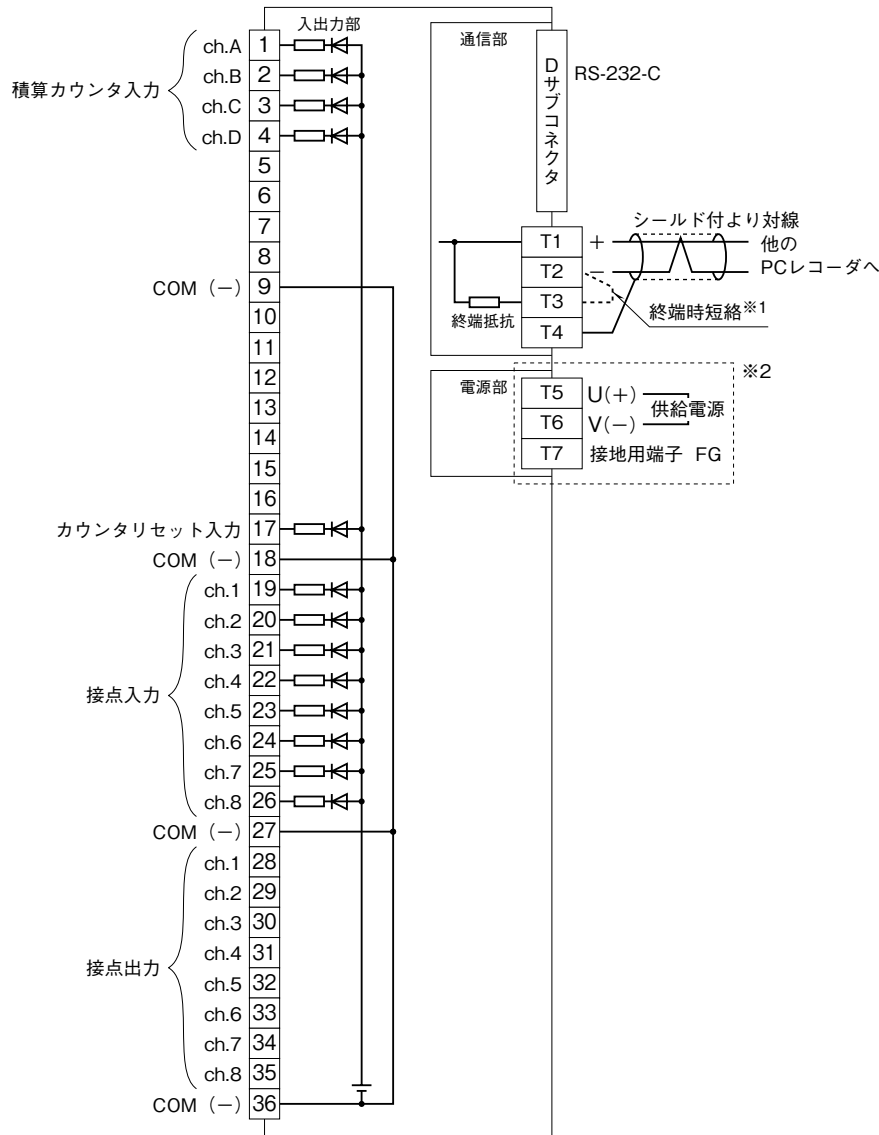 入出力部
積算カウンタ入力
ch.A 1
ch.B 2
ch.C 3
ch.D 4
5
6
7
8
COM（−） 9
10
11
12
13
14
15
16
カウンタリセット入力 17
COM（−） 18
接点入力
ch.1 19
ch.2 20
ch.3 21
ch.4 22
ch.5 23
ch.6 24
ch.7 25
ch.8 26
COM（−） 27
接点出力
ch.1 28
ch.2 29
ch.3 30
ch.4 31
ch.5 32
ch.6 33
ch.7 34
ch.8 35
COM（−） 36
通信部
Dサブコネクタ
RS-232-C
シールド付より対線
T1 +
他の
PCレコーダへ
T2 −
T3
終端抵抗
終端時短絡※1
T4
※2
電源部
T5 U(+)
供給電源
T6 V(−)
T7 接地用端子 FG